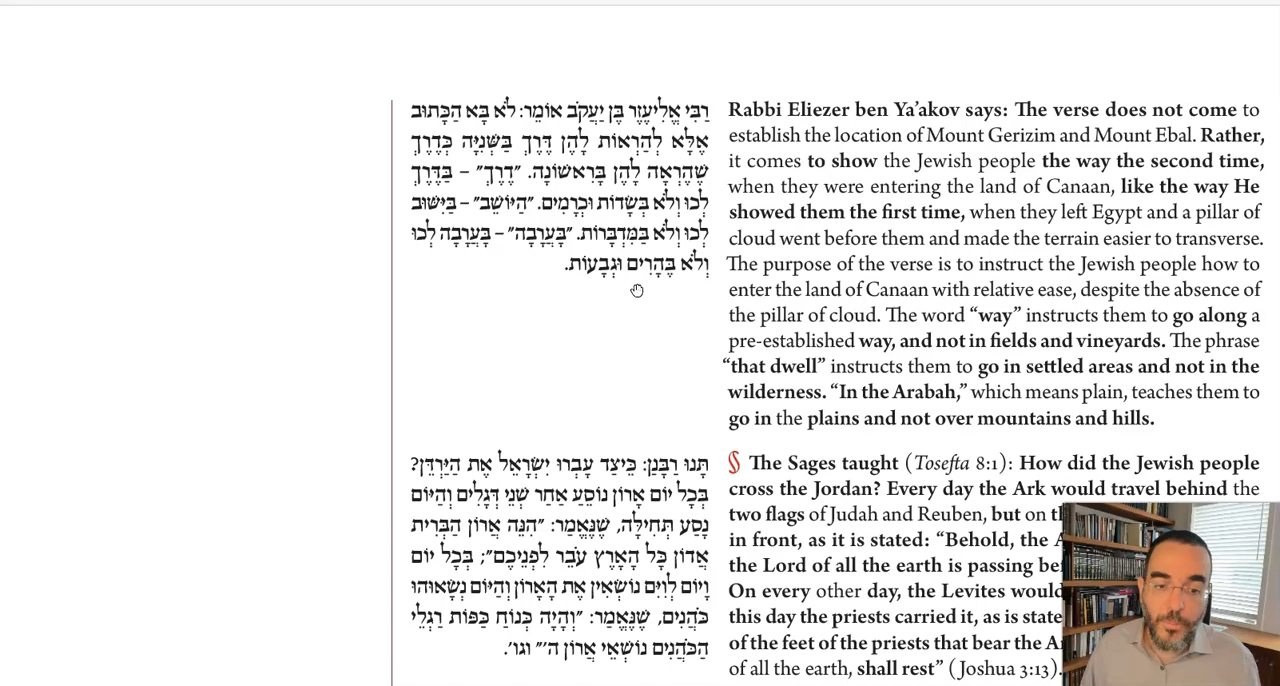 רַבִּי אֱלִיעֶזֶר בֶּן יַעֲקֹב אוֹמֵר: לֹא בָּא הַכָּתוּב
אֶלָּא לְהַרְאוֹת לָהֶן דֶּרֶךְ בַּשְּׁנִיָּה כְּדֶרֶךְ
שֶׁהֶרְאָה לָהֶן בָּרִאשׁוֹנָה. "דֶּרֶךְ" – בַּדֶּרֶךְ
לְכוּ וְלֹא בְּשָׂדוֹת וּכְרָמִים. "הַיּוֹשֵׁב" – בַּיִּשּׁוּב
לְכוּ וְלֹא בַּמִּדְבָּרוֹת. "בָּעֲרָבָה" – בָּעֲרָבָה לְכוּ
וְלֹא בֶּהָרִים וּגְבָעוֹת.
Rabbi Eliezer ben Ya'akov says: The verse does not come to
establish the location of Mount Gerizim and Mount Ebal. Rather,
it comes to show the Jewish people the way the second time,
when they were entering the land of Canaan, like the way He
showed them the first time, when they left Egypt and a pillar of
cloud went before them and made the terrain easier to transverse.
The purpose of the verse is to instruct the Jewish people how to
enter the land of Canaan with relative ease, despite the absence of
the pillar of cloud. The word "way" instructs them to go along a
pre-established way, and not in fields and vineyards. The phrase
"that dwell" instructs them to go in settled areas and not in the
wilderness. "In the Arabah," which means plain, teaches them to
go in the plains and not over mountains and hills.
תָּנוּ רַבָּנַן: כֵּיצַד עָבְרוּ יִשְׂרָאֵל אֶת הַיַּרְדֵּן?
בְּכָל יוֹם אָרוֹן נוֹסֵעַ אַחַר שְׁנֵי דְּגָלִים וְהַיּוֹם
נָסַע תְּחִילָּה, שֶׁנֶּאֱמַר: "הִנֵּה אֲרוֹן הַבְּרִית
אֲדוֹן כׇּל הָאָרֶץ עֹבֵר לִפְנֵיכֶם"; בְּכָל יוֹם
וָיוֹם לְוִיִּם נוֹשְׂאִין אֶת הָאָרוֹן וְהַיּוֹם נְשָׂאוּהוּ
כֹּהֲנִים, שֶׁנֶּאֱמַר: "וְהָיָה כְּנוֹחַ כַּפּוֹת רַגְלֵי
הַכֹּהֲנִים נוֹשְׂאֵי אֲרוֹן ה'" וגו'.
§ The Sages taught (Tosefta 8:1): How did the Jewish people
cross the Jordan? Every day the Ark would travel behind the
two flags of Judah and Reuben, but on
in front, as it is stated: "Behold, the
the Lord of all the earth is passing
On every other day, the Levites would
this day the priests carried it, as is
of the feet of the priests that bear the
of all the earth, shall rest" (Joshua 3:13).